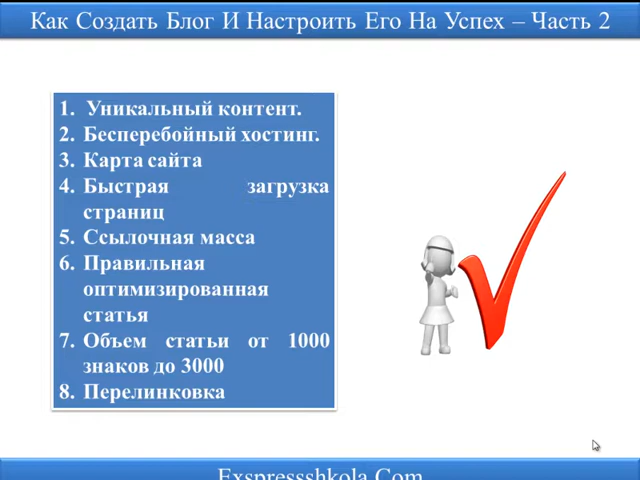 Как Создать Блог И Настроить Его На Успех – Часть 2
1. Уникальный контент.
2. Бесперебойный хостинг.
3. Карта сайта
4. Быстрая загрузка
страниц
5. Ссылочная масса
6. Правильная
оптимизированная
статья
7. Объем статьи от 1000
знаков до 3000
8. Перелинковка
Exspressshkola.Com